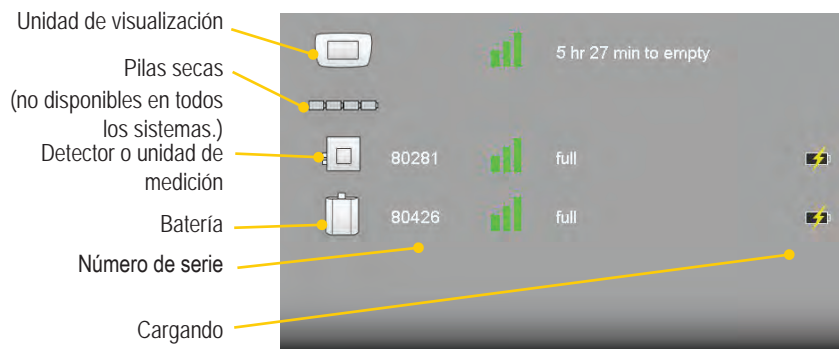 Unidad de visualización
5 hr 27 min to empty
Pilas secas
(no disponibles en todos
los sistemas.)
Detector o unidad de
medición
80281 full
Batería
80426 full
Número de serie
Cargando